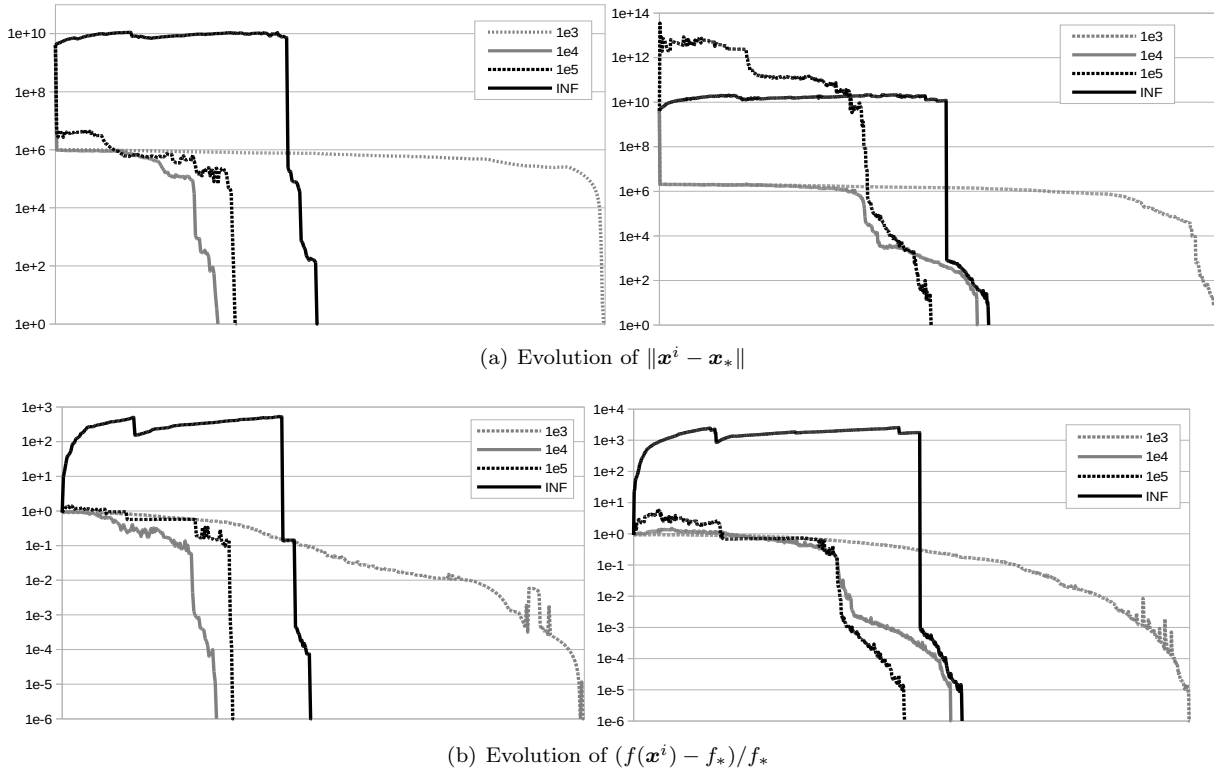 1e+10
1e+8
1e+6
1e+4
1e+2
1e+0
1e3
1e4
1e5
INF
1e+14
1e+12
1e+10
1e+8
1e+6
1e+4
1e+2
1e+0
1e3
1e4
1e5
INF
(a) Evolution of ‖𝒙ⁱ − 𝒙∗‖
1e+3
1e+2
1e+1
1e+0
1e-1
1e-2
1e-3
1e-4
1e-5
1e-6
1e3
1e4
1e5
INF
1e+4
1e+3
1e+2
1e+1
1e+0
1e-1
1e-2
1e-3
1e-4
1e-5
1e-6
1e3
1e4
1e5
INF
(b) Evolution of (f(𝒙ⁱ) − f∗)/f∗